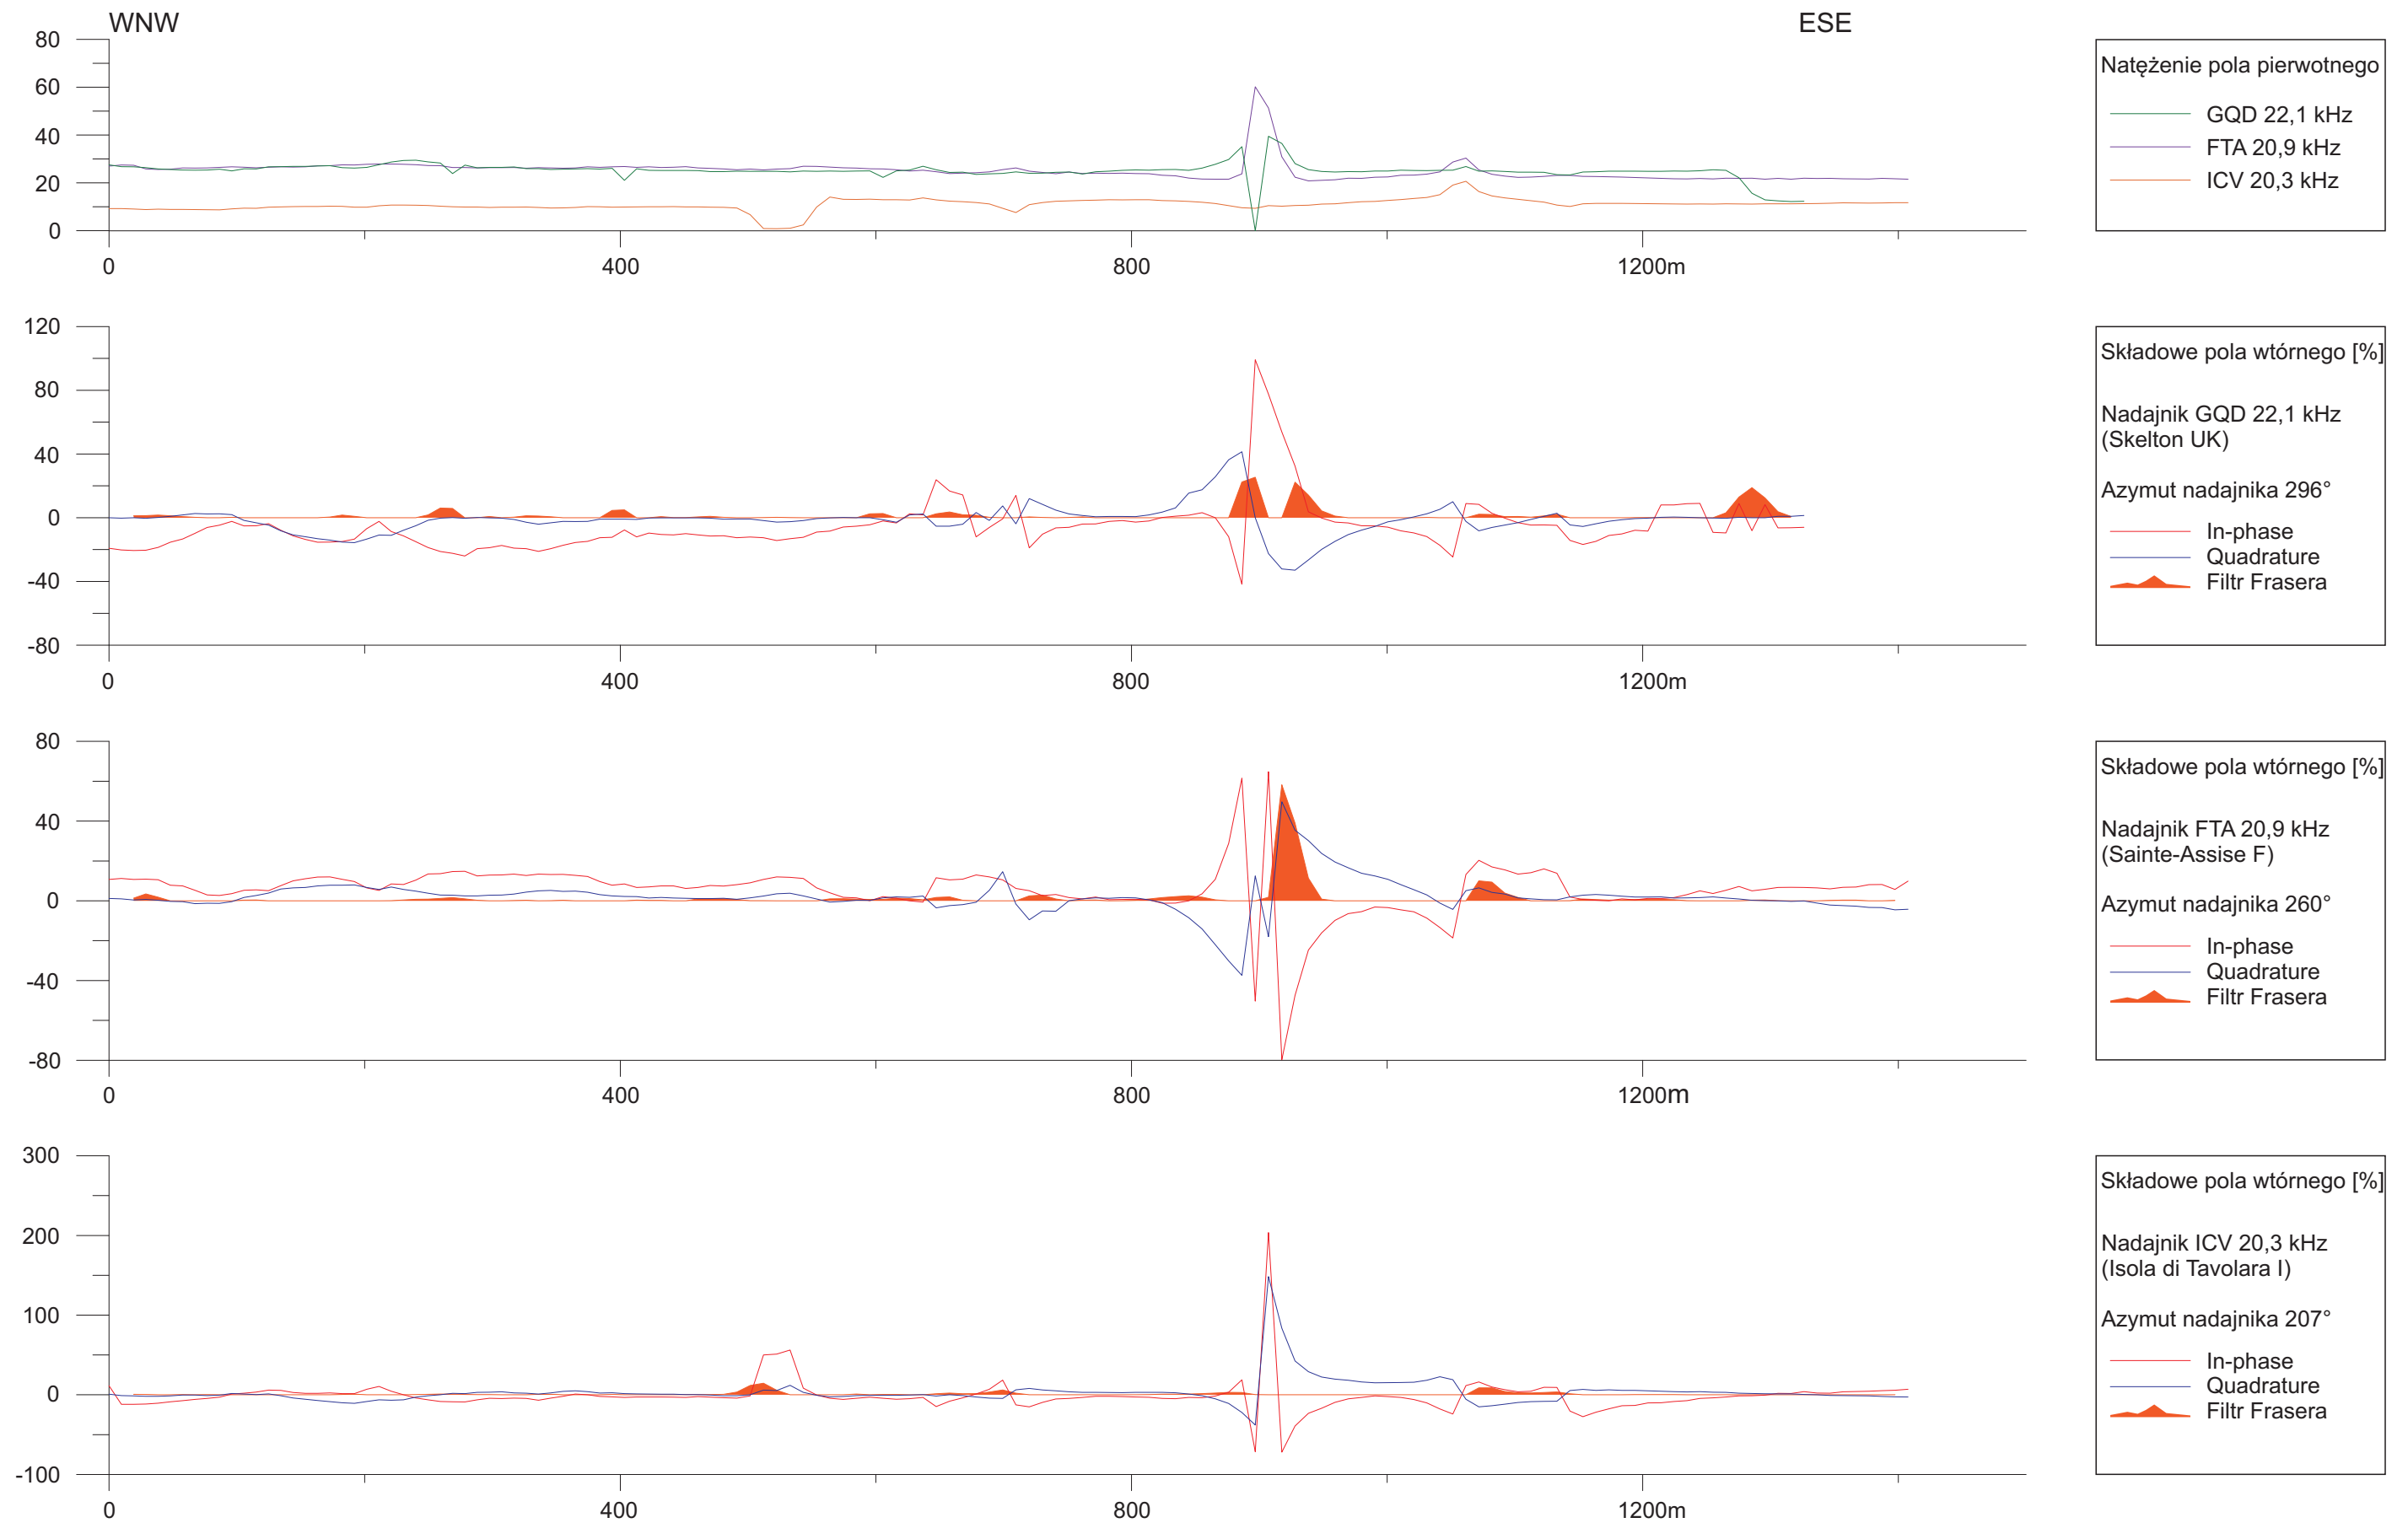 WNW
ESE
80
60
40
20
0
0
400
800
1200m
Natężenie pola pierwotnego
GQD 22,1 kHz
FTA 20,9 kHz
ICV 20,3 kHz
120
80
40
0
-40
-80
0
400
800
1200m
Składowe pola wtórnego [%]
Nadajnik GQD 22,1 kHz
(Skelton UK)
Azymut nadajnika 296°
In-phase
Quadrature
Filtr Frasera
80
40
0
-40
-80
0
400
800
1200m
Składowe pola wtórnego [%]
Nadajnik FTA 20,9 kHz
(Sainte-Assise F)
Azymut nadajnika 260°
In-phase
Quadrature
Filtr Frasera
300
200
100
0
-100
0
400
800
1200m
Składowe pola wtórnego [%]
Nadajnik ICV 20,3 kHz
(Isola di Tavolara I)
Azymut nadajnika 207°
In-phase
Quadrature
Filtr Frasera